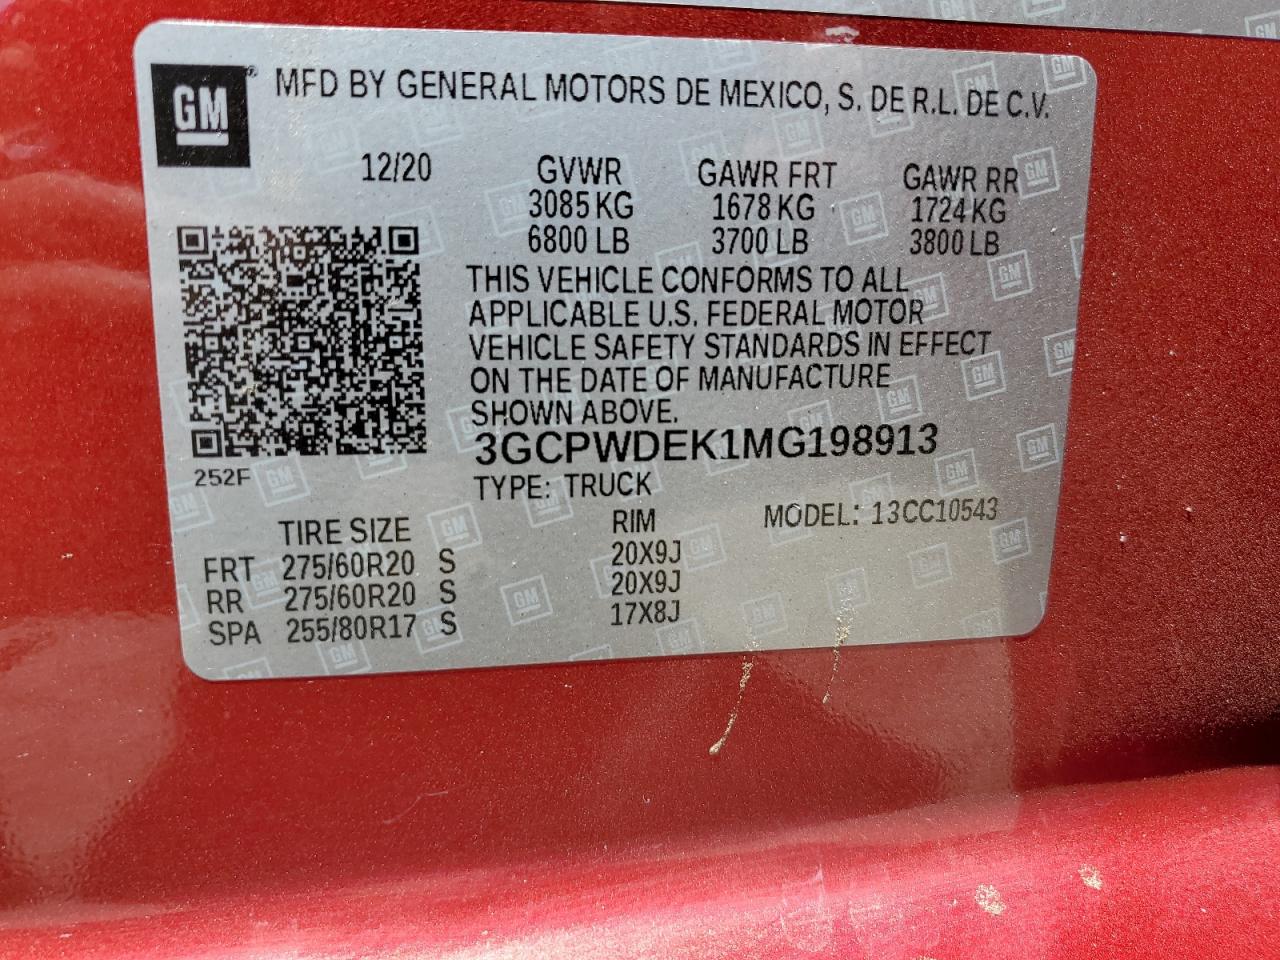 GM® MFD BY GENERAL MOTORS DE MEXICO, S. DE R.L. DE C.V.
12/20 GVWR GAWR FRT GAWR RR
3085 KG 1678 KG 1724 KG
6800 LB 3700 LB 3800 LB
THIS VEHICLE CONFORMS TO ALL
APPLICABLE U.S. FEDERAL MOTOR
VEHICLE SAFETY STANDARDS IN EFFECT
ON THE DATE OF MANUFACTURE
SHOWN ABOVE.
3GCPWDEK1MG198913
252F
TYPE: TRUCK
TIRE SIZE RIM MODEL: 13CC10543
FRT 275/60R20 S 20X9J
RR 275/60R20 S 20X9J
SPA 255/80R17 S 17X8J